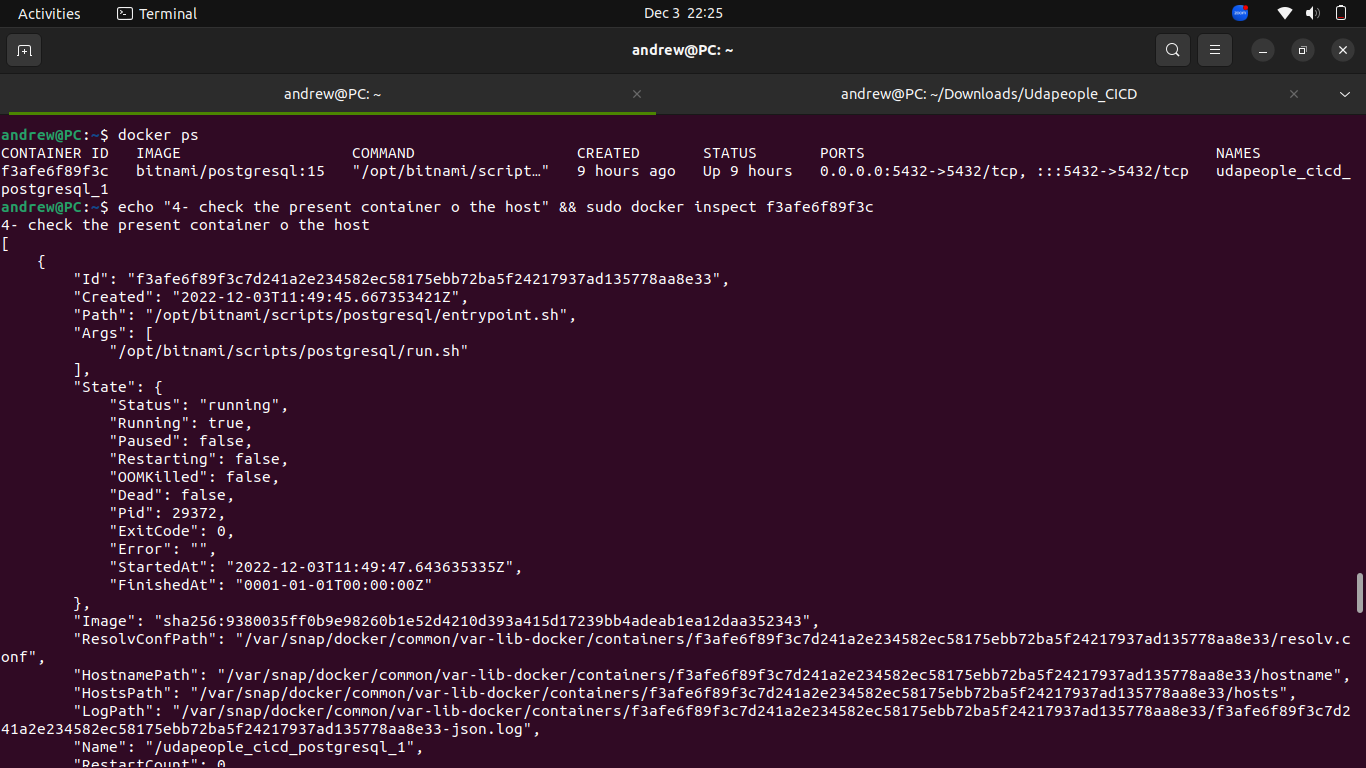 Activities Terminal Dec 3 22:25 zoom
andrew@PC: ~
andrew@PC: ~ andrew@PC: ~/Downloads/Udapeople_CICD
andrew@PC:~$ docker ps
CONTAINER ID   IMAGE                   COMMAND                  CREATED       STATUS       PORTS                                       NAMES
f3afe6f89f3c   bitnami/postgresql:15   "/opt/bitnami/script…"   9 hours ago   Up 9 hours   0.0.0.0:5432->5432/tcp, :::5432->5432/tcp   udapeople_cicd_
postgresql_1
andrew@PC:~$ echo "4- check the present container o the host" && sudo docker inspect f3afe6f89f3c
4- check the present container o the host
[
    {
        "Id": "f3afe6f89f3c7d241a2e234582ec58175ebb72ba5f24217937ad135778aa8e33",
        "Created": "2022-12-03T11:49:45.667353421Z",
        "Path": "/opt/bitnami/scripts/postgresql/entrypoint.sh",
        "Args": [
            "/opt/bitnami/scripts/postgresql/run.sh"
        ],
        "State": {
            "Status": "running",
            "Running": true,
            "Paused": false,
            "Restarting": false,
            "OOMKilled": false,
            "Dead": false,
            "Pid": 29372,
            "ExitCode": 0,
            "Error": "",
            "StartedAt": "2022-12-03T11:49:47.643635335Z",
            "FinishedAt": "0001-01-01T00:00:00Z"
        },
        "Image": "sha256:9380035ff0b9e98260b1e52d4210d393a415d17239bb4adeab1ea12daa352343",
        "ResolvConfPath": "/var/snap/docker/common/var-lib-docker/containers/f3afe6f89f3c7d241a2e234582ec58175ebb72ba5f24217937ad135778aa8e33/resolv.c
onf",
        "HostnamePath": "/var/snap/docker/common/var-lib-docker/containers/f3afe6f89f3c7d241a2e234582ec58175ebb72ba5f24217937ad135778aa8e33/hostname",
        "HostsPath": "/var/snap/docker/common/var-lib-docker/containers/f3afe6f89f3c7d241a2e234582ec58175ebb72ba5f24217937ad135778aa8e33/hosts",
        "LogPath": "/var/snap/docker/common/var-lib-docker/containers/f3afe6f89f3c7d241a2e234582ec58175ebb72ba5f24217937ad135778aa8e33/f3afe6f89f3c7d2
41a2e234582ec58175ebb72ba5f24217937ad135778aa8e33-json.log",
        "Name": "/udapeople_cicd_postgresql_1",
        "RestartCount": 0